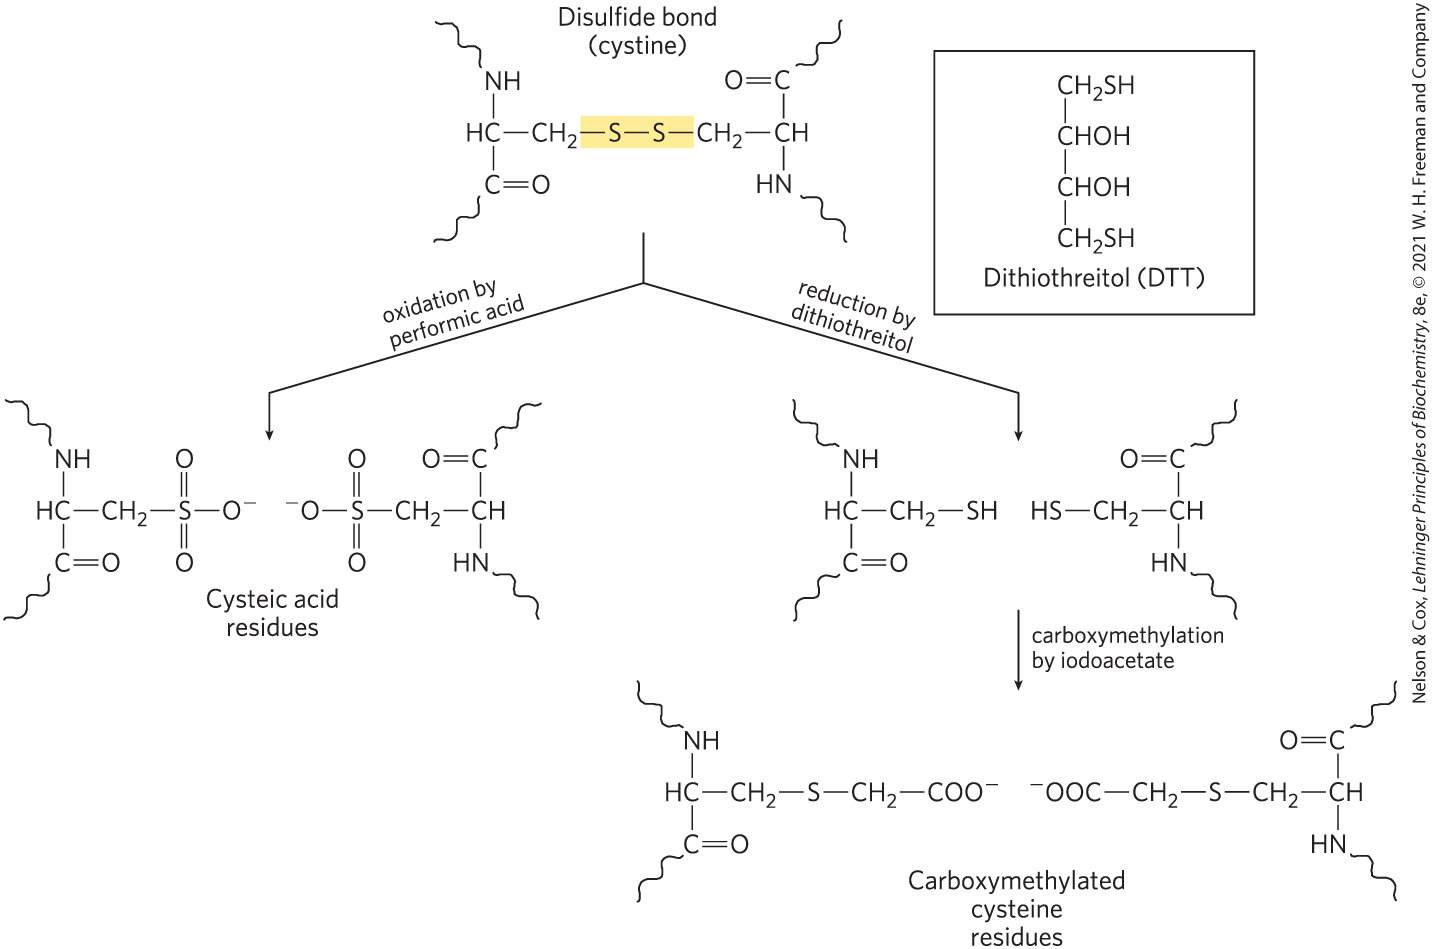 Disulfide bond
(cystine)
NH
O=C
HC—CH₂—S—S—CH₂—CH
C=O
HN
CH₂SH
CHOH
CHOH
CH₂SH
Dithiothreitol (DTT)
oxidation by
performic acid
reduction by
dithiothreitol
NH
O
O
O=C
HC—CH₂—S—O⁻
⁻O—S—CH₂—CH
C=O
O
O
HN
Cysteic acid
residues
NH
O=C
HC—CH₂—SH
HS—CH₂—CH
C=O
HN
carboxymethylation
by iodoacetate
NH
O=C
HC—CH₂—S—CH₂—COO⁻
⁻OOC—CH₂—S—CH₂—CH
C=O
HN
Carboxymethylated
cysteine
residues
Nelson & Cox, Lehninger Principles of Biochemistry, 8e, © 2021 W. H. Freeman and Company